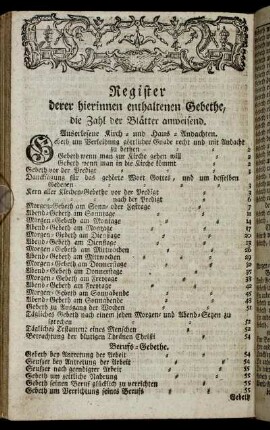 Register
derer hierinnen enthaltenen Gebethe,
die Zahl der Blätter anweisend.
Auserlesene Kirch- und Haus-Andachten.
Gebeth um Verleihung göttlicher Gnade recht und mit Andacht
zu bethen
Gebeth wenn man zur Kirche gehen will
Gebeth wenn man in die Kirche kömmt
Gebeth vor der Predigt
Dancksagung für das gehörte Wort Gottes, und um desselben
Gedeyen
Kern aller Kirchen-Gebethe vor der Predigt
nach der Predigt
Morgen-Gebeth am Sonn- oder Festtage
Abend-Gebeth am Sonntage
Morgen-Gebeth am Montage
Abend-Gebeth am Montage
Morgen-Gebeth am Dienstage
Abend-Gebeth am Dienstage
Morgen-Gebeth am Mittwochen
Abend-Gebeth am Mittwochen
Morgen-Gebeth am Donnerstage
Abend-Gebeth am Donnerstage
Morgen-Gebeth am Freytage
Abend-Gebeth am Freytage
Morgen-Gebeth am Sonnabende
Abend-Gebeth am Sonnabende
Gebeth zu Ausgang der Wochen
Tägliches Gebeth nach einem jeden Morgen- und Abend-Segen zu
sprechen
Tägliches Testament eines Menschen
Betrachtung der blutigen Thränen Christi
Berufs-Gebethe.
Gebeth bey Antretung der Arbeit
Seufzer bey Antretung der Arbeit
Seufzer nach geendigter Arbeit
Gebeth um zeitliche Nahrung
Gebeth seinen Beruf glücklich zu verrichten
Gebeth um Verrichtung seines Berufs
Gebeth